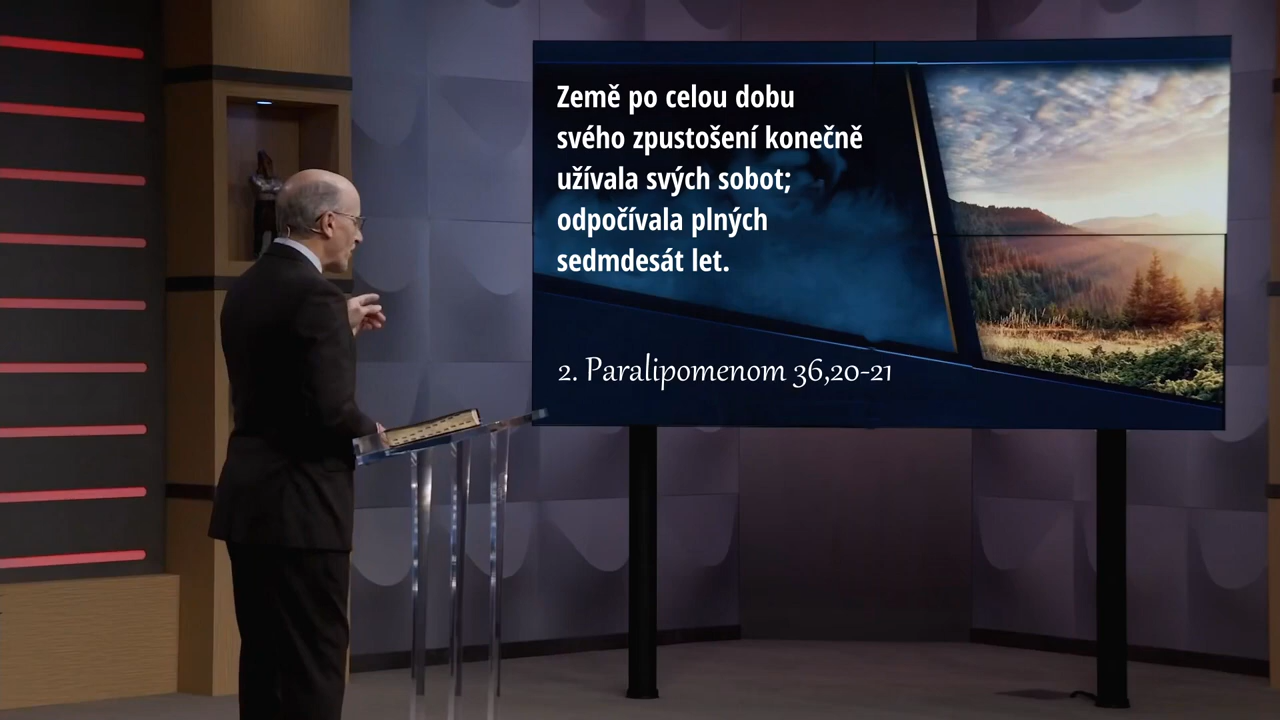 Země po celou dobu
svého zpustošení konečně
užívala svých sobot;
odpočívala plných
sedmdesát let.
2. Paralipomenom 36,20-21